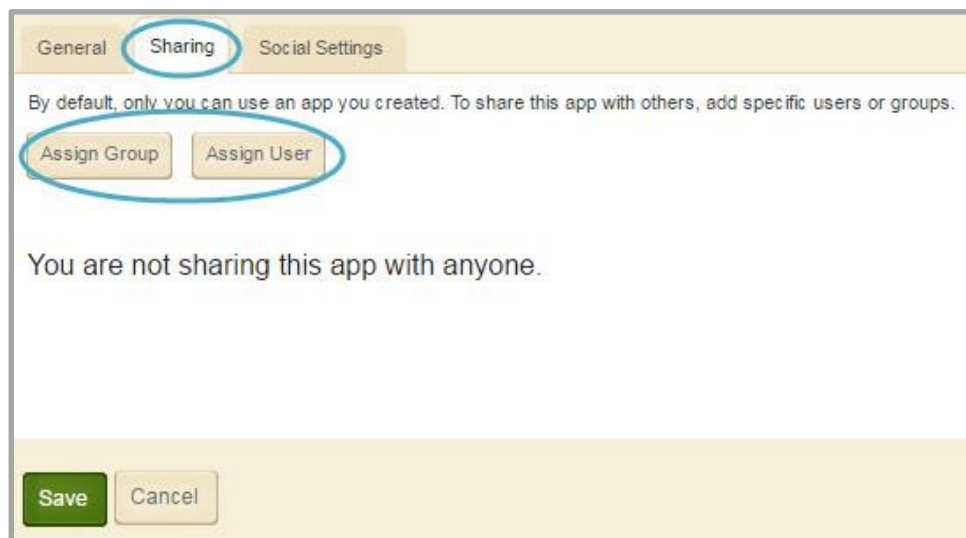 General Sharing Social Settings
By default, only you can use an app you created. To share this app with others, add specific users or groups.
Assign Group Assign User
You are not sharing this app with anyone.
Save Cancel